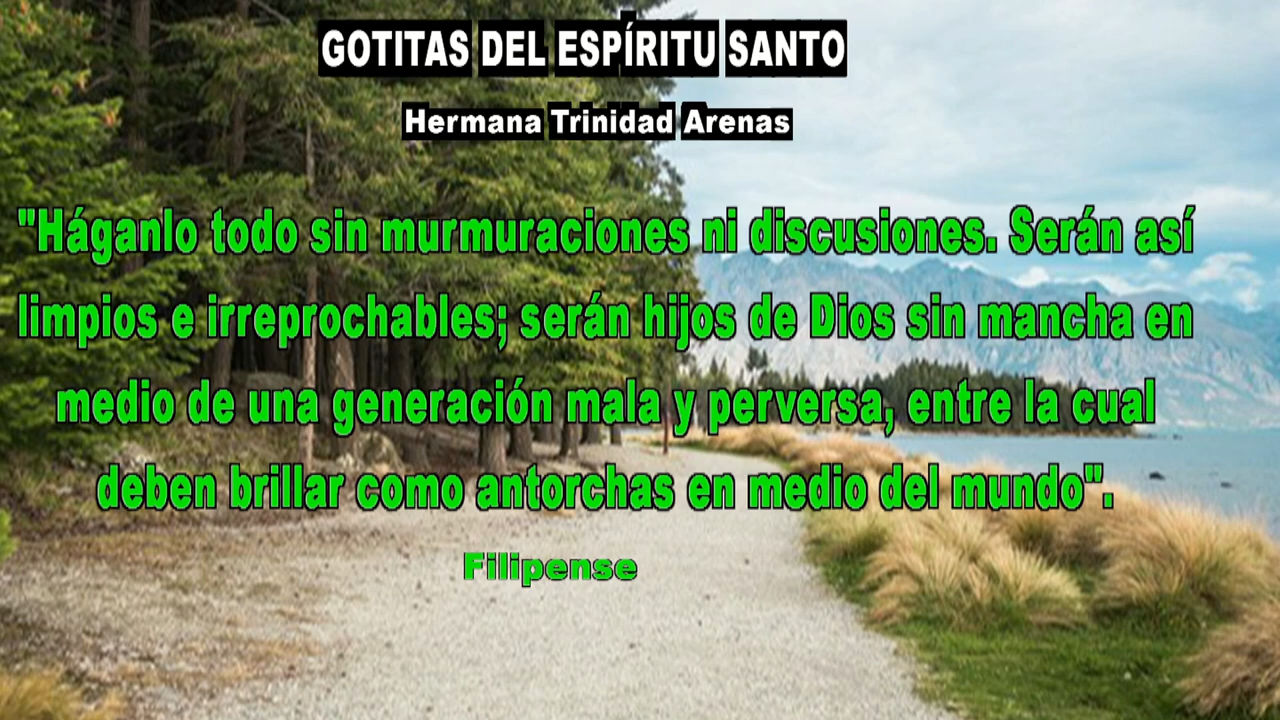 GOTITAS DEL ESPÍRITU SANTO
Hermana Trinidad Arenas
"Háganlo todo sin murmuraciones ni discusiones. Serán así
limpios e irreprochables; serán hijos de Dios sin mancha en
medio de una generación mala y perversa, entre la cual
deben brillar como antorchas en medio del mundo".
Filipense